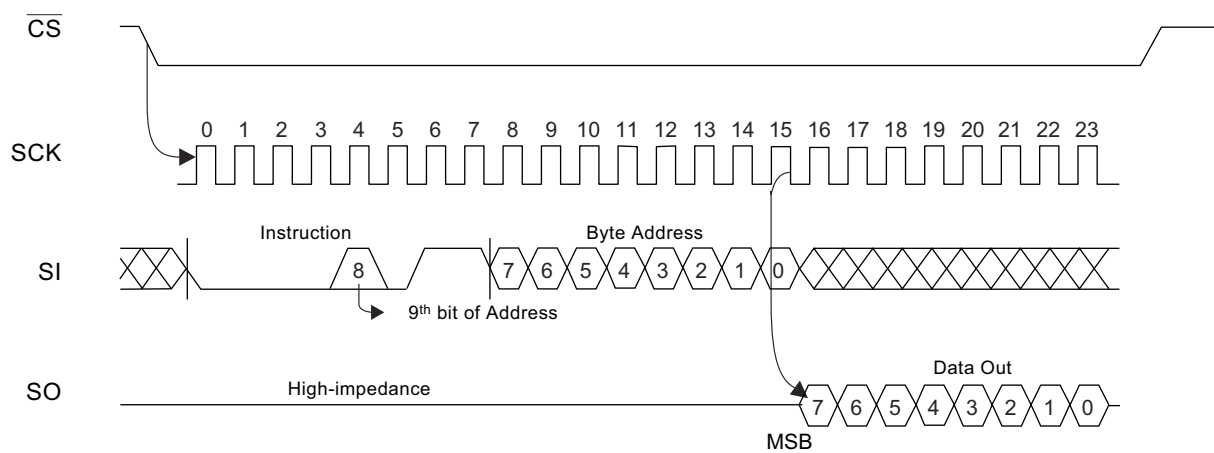 CS
SCK
0 1 2 3 4 5 6 7 8 9 10 11 12 13 14 15 16 17 18 19 20 21 22 23
SI
Instruction
Byte Address
8
7 6 5 4 3 2 1 0
9th bit of Address
SO
High-impedance
Data Out
7 6 5 4 3 2 1 0
MSB